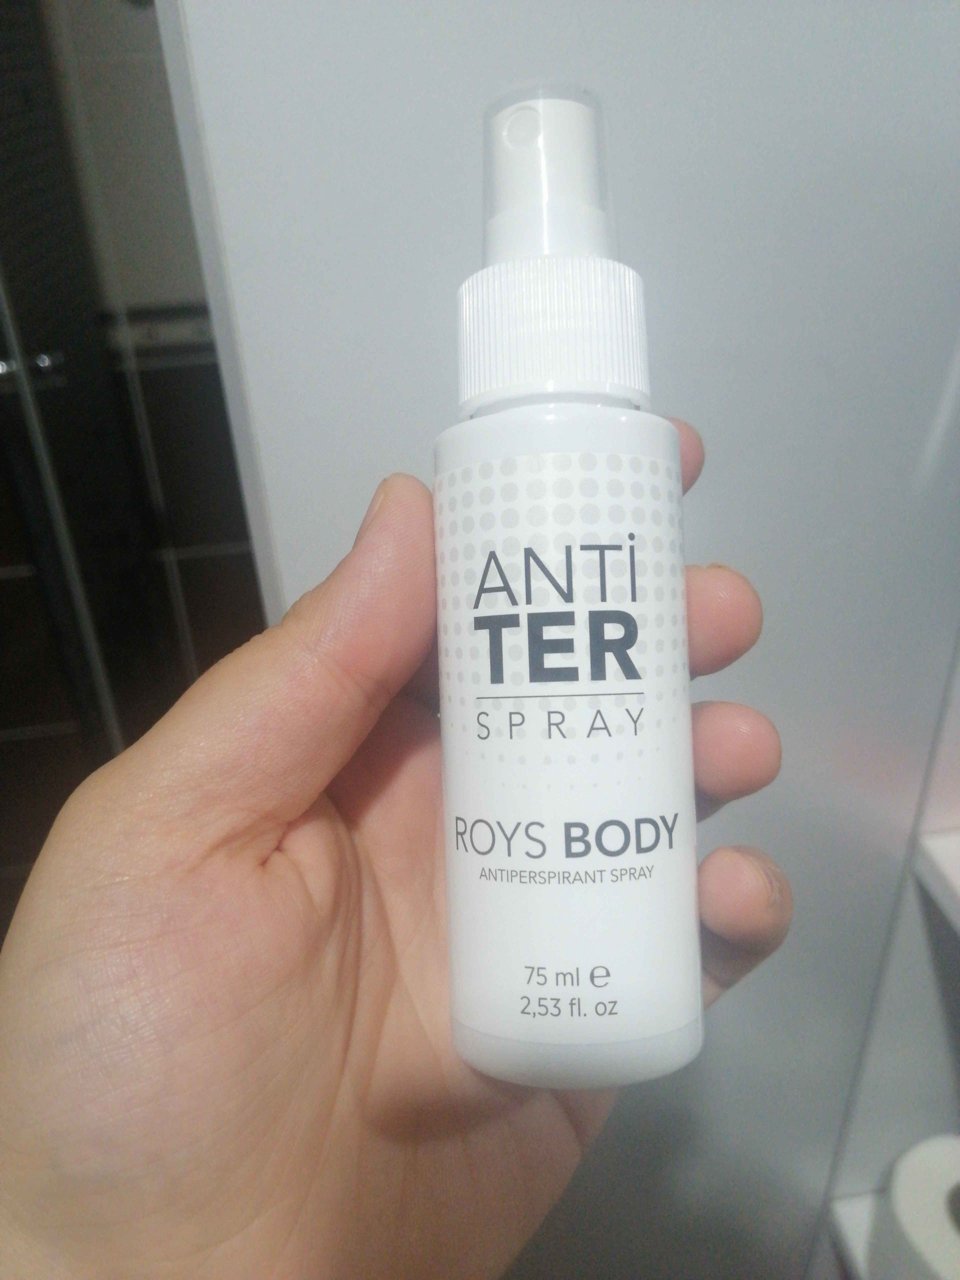 ANTİ
TER
SPRAY
ROYS BODY
ANTIPERSPIRANT SPRAY
75 ml ℮
2,53 fl. oz